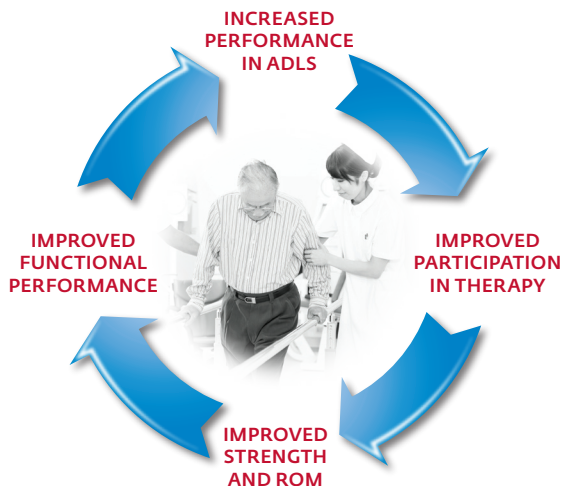 INCREASED
PERFORMANCE
IN ADLS
IMPROVED
PARTICIPATION
IN THERAPY
IMPROVED
STRENGTH
AND ROM
IMPROVED
FUNCTIONAL
PERFORMANCE